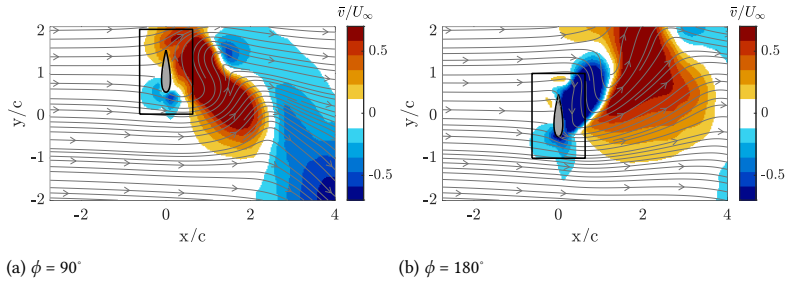 v̄/U∞ v̄/U∞
2 2
0.5 0.5
1 1
y/c 0 0 y/c 0 0
-1 -1
-0.5 -0.5
-2 -2
-2 0 2 4 -2 0 2 4
x/c x/c
(a) ϕ = 90° (b) ϕ = 180°